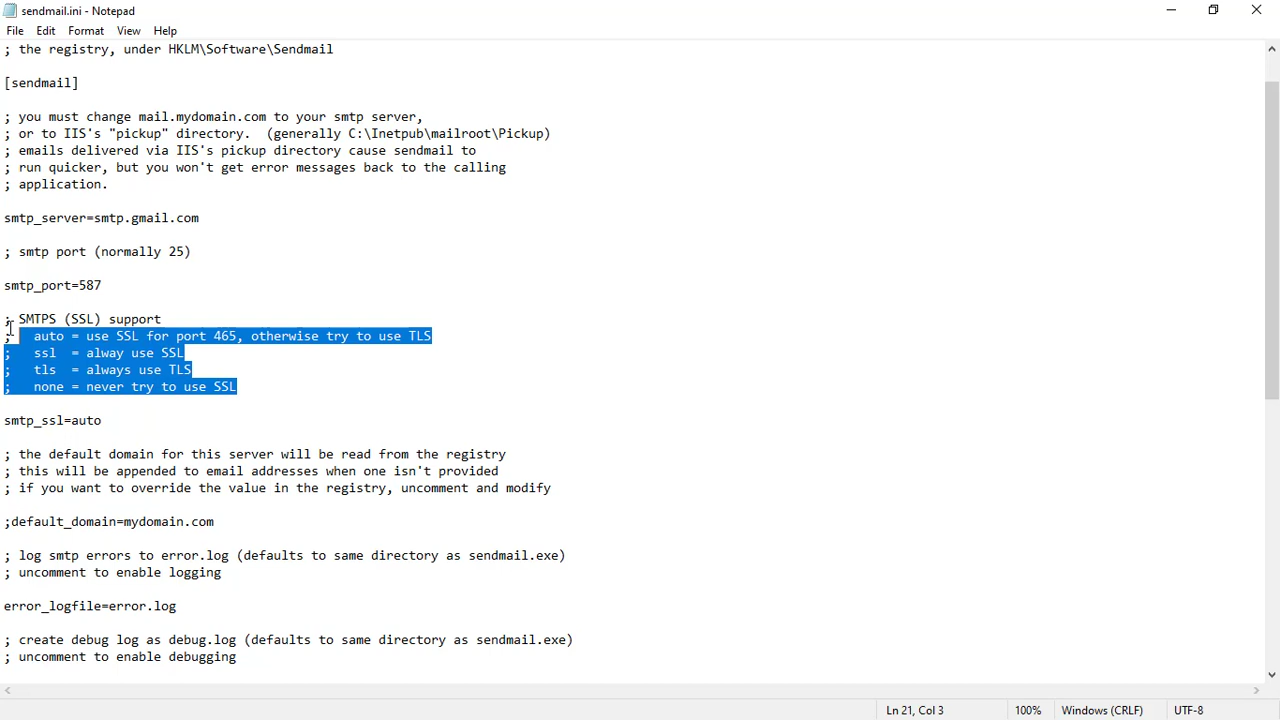 sendmail.ini - Notepad
File Edit Format View Help
; the registry, under HKLM\Software\Sendmail
[sendmail]
; you must change mail.mydomain.com to your smtp server,
; or to IIS's "pickup" directory.  (generally C:\Inetpub\mailroot\Pickup)
; emails delivered via IIS's pickup directory cause sendmail to
; run quicker, but you won't get error messages back to the calling
; application.
smtp_server=smtp.gmail.com
; smtp port (normally 25)
smtp_port=587
; SMTPS (SSL) support
;   auto = use SSL for port 465, otherwise try to use TLS
;   ssl  = alway use SSL
;   tls  = always use TLS
;   none = never try to use SSL
smtp_ssl=auto
; the default domain for this server will be read from the registry
; this will be appended to email addresses when one isn't provided
; if you want to override the value in the registry, uncomment and modify
;default_domain=mydomain.com
; log smtp errors to error.log (defaults to same directory as sendmail.exe)
; uncomment to enable logging
error_logfile=error.log
; create debug log as debug.log (defaults to same directory as sendmail.exe)
; uncomment to enable debugging
Ln 21, Col 3 100% Windows (CRLF) UTF-8